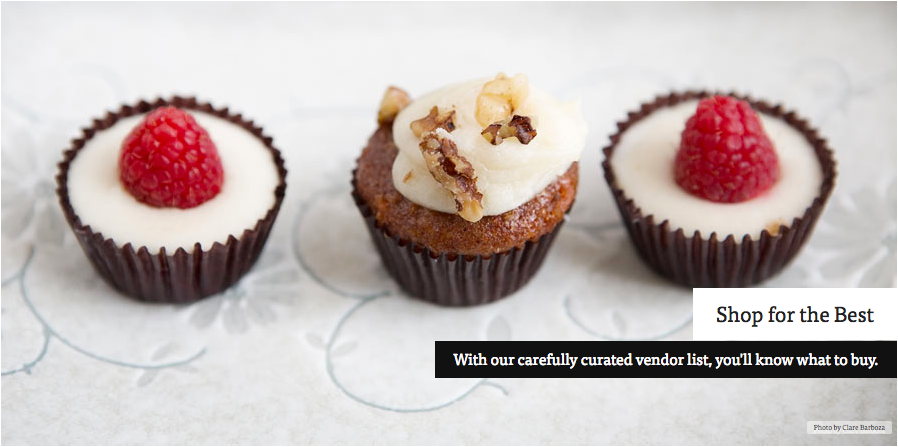 Shop for the Best
With our carefully curated vendor list, you'll know what to buy.
Photo by Clare Barboza